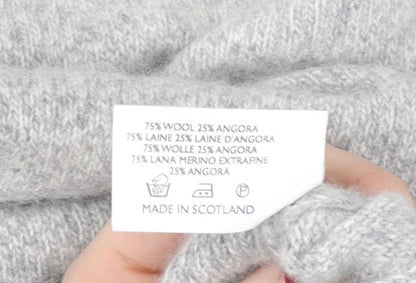 75% WOOL 25% ANGORA
75% LAINE 25% LAINE D'ANGORA
75% WOLLE 25% ANGORA
75% LANA MERINO EXTRAFINE
25% ANGORA
P
MADE IN SCOTLAND